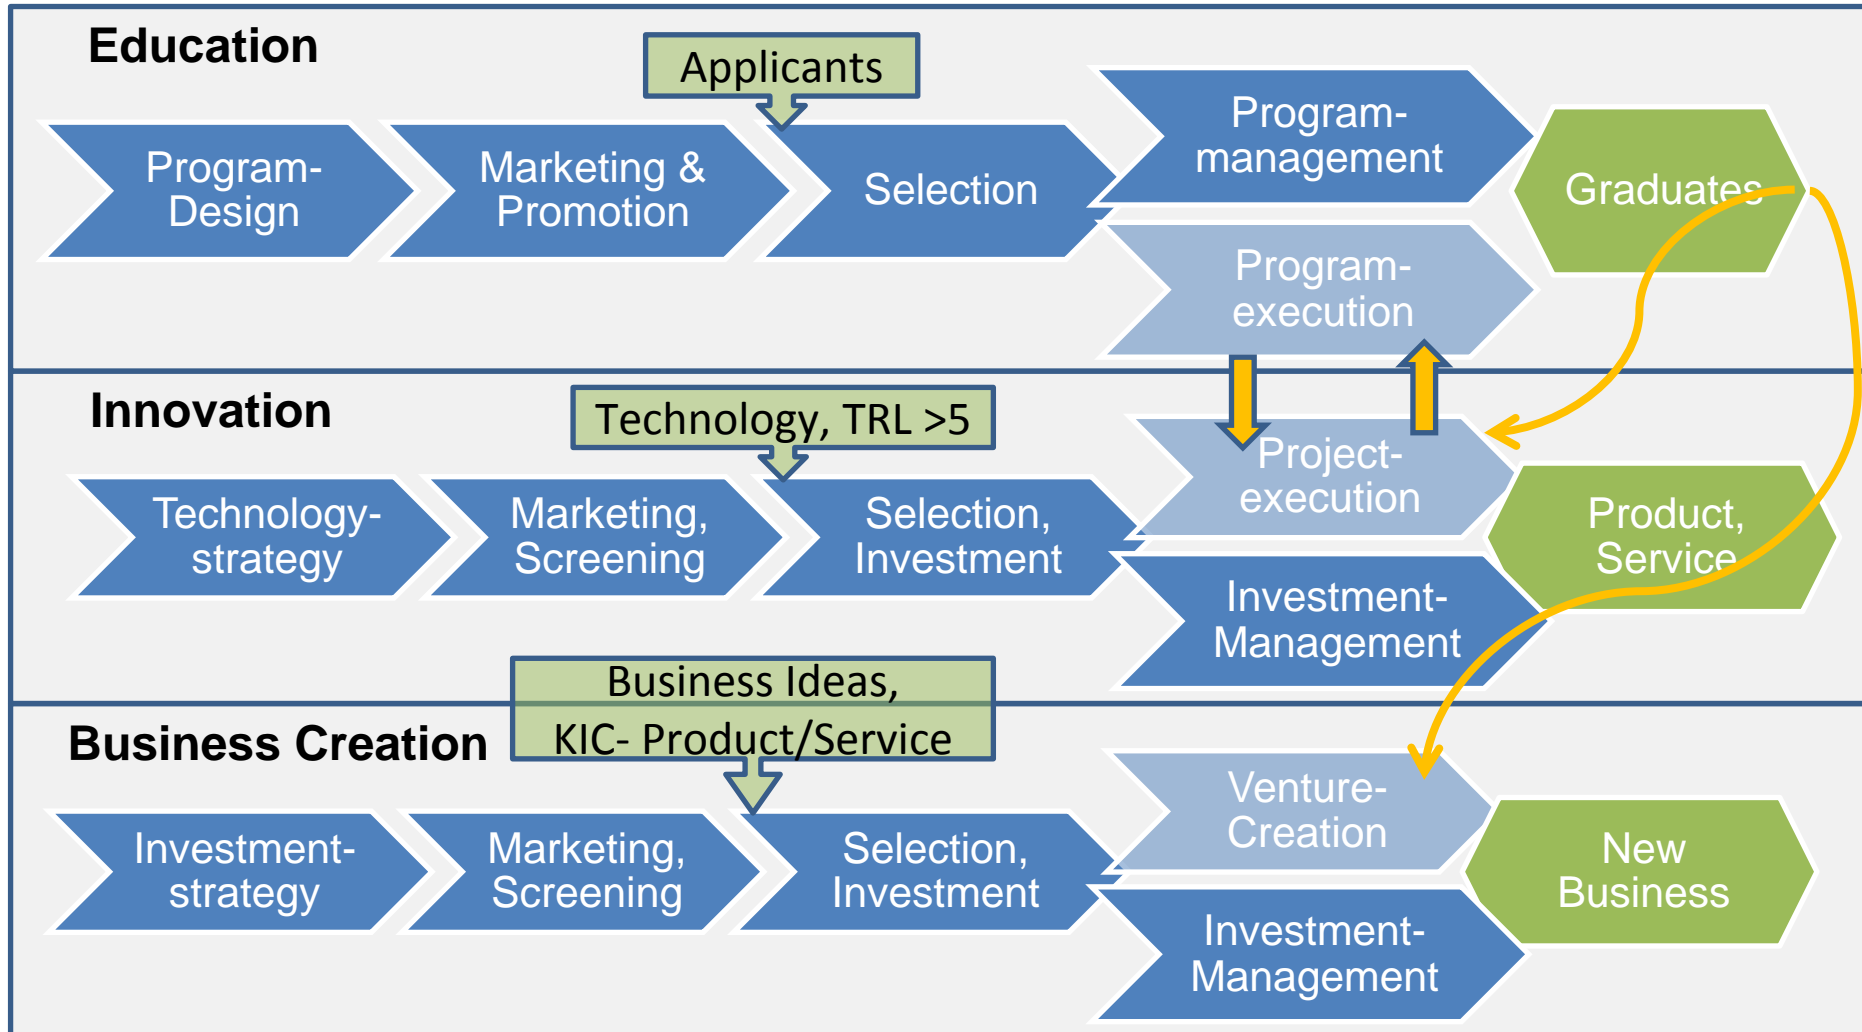 Education
Applicants
Program-
Design
Marketing &
Promotion
Selection
Program-
management
Program-
execution
Graduates
Innovation
Technology, TRL >5
Technology-
strategy
Marketing,
Screening
Selection,
Investment
Project-
execution
Investment-
Management
Product,
Service
Business Creation
Business Ideas,
KIC- Product/Service
Investment-
strategy
Marketing,
Screening
Selection,
Investment
Venture-
Creation
Investment-
Management
New
Business